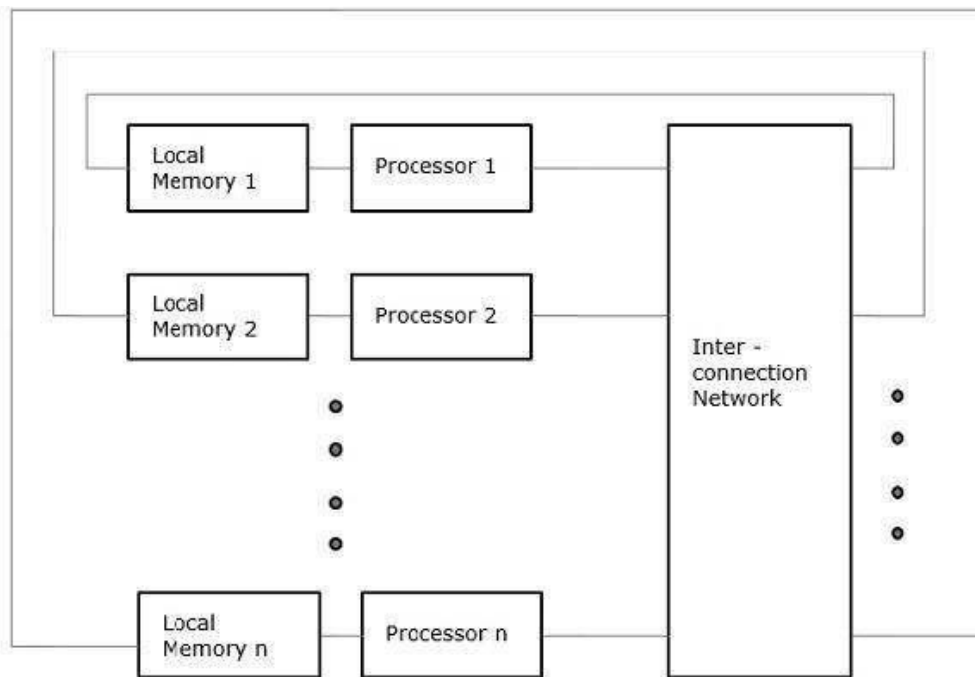 Local
Memory 1
Processor 1
Local
Memory 2
Processor 2
Inter -
connection
Network
Local
Memory n
Processor n